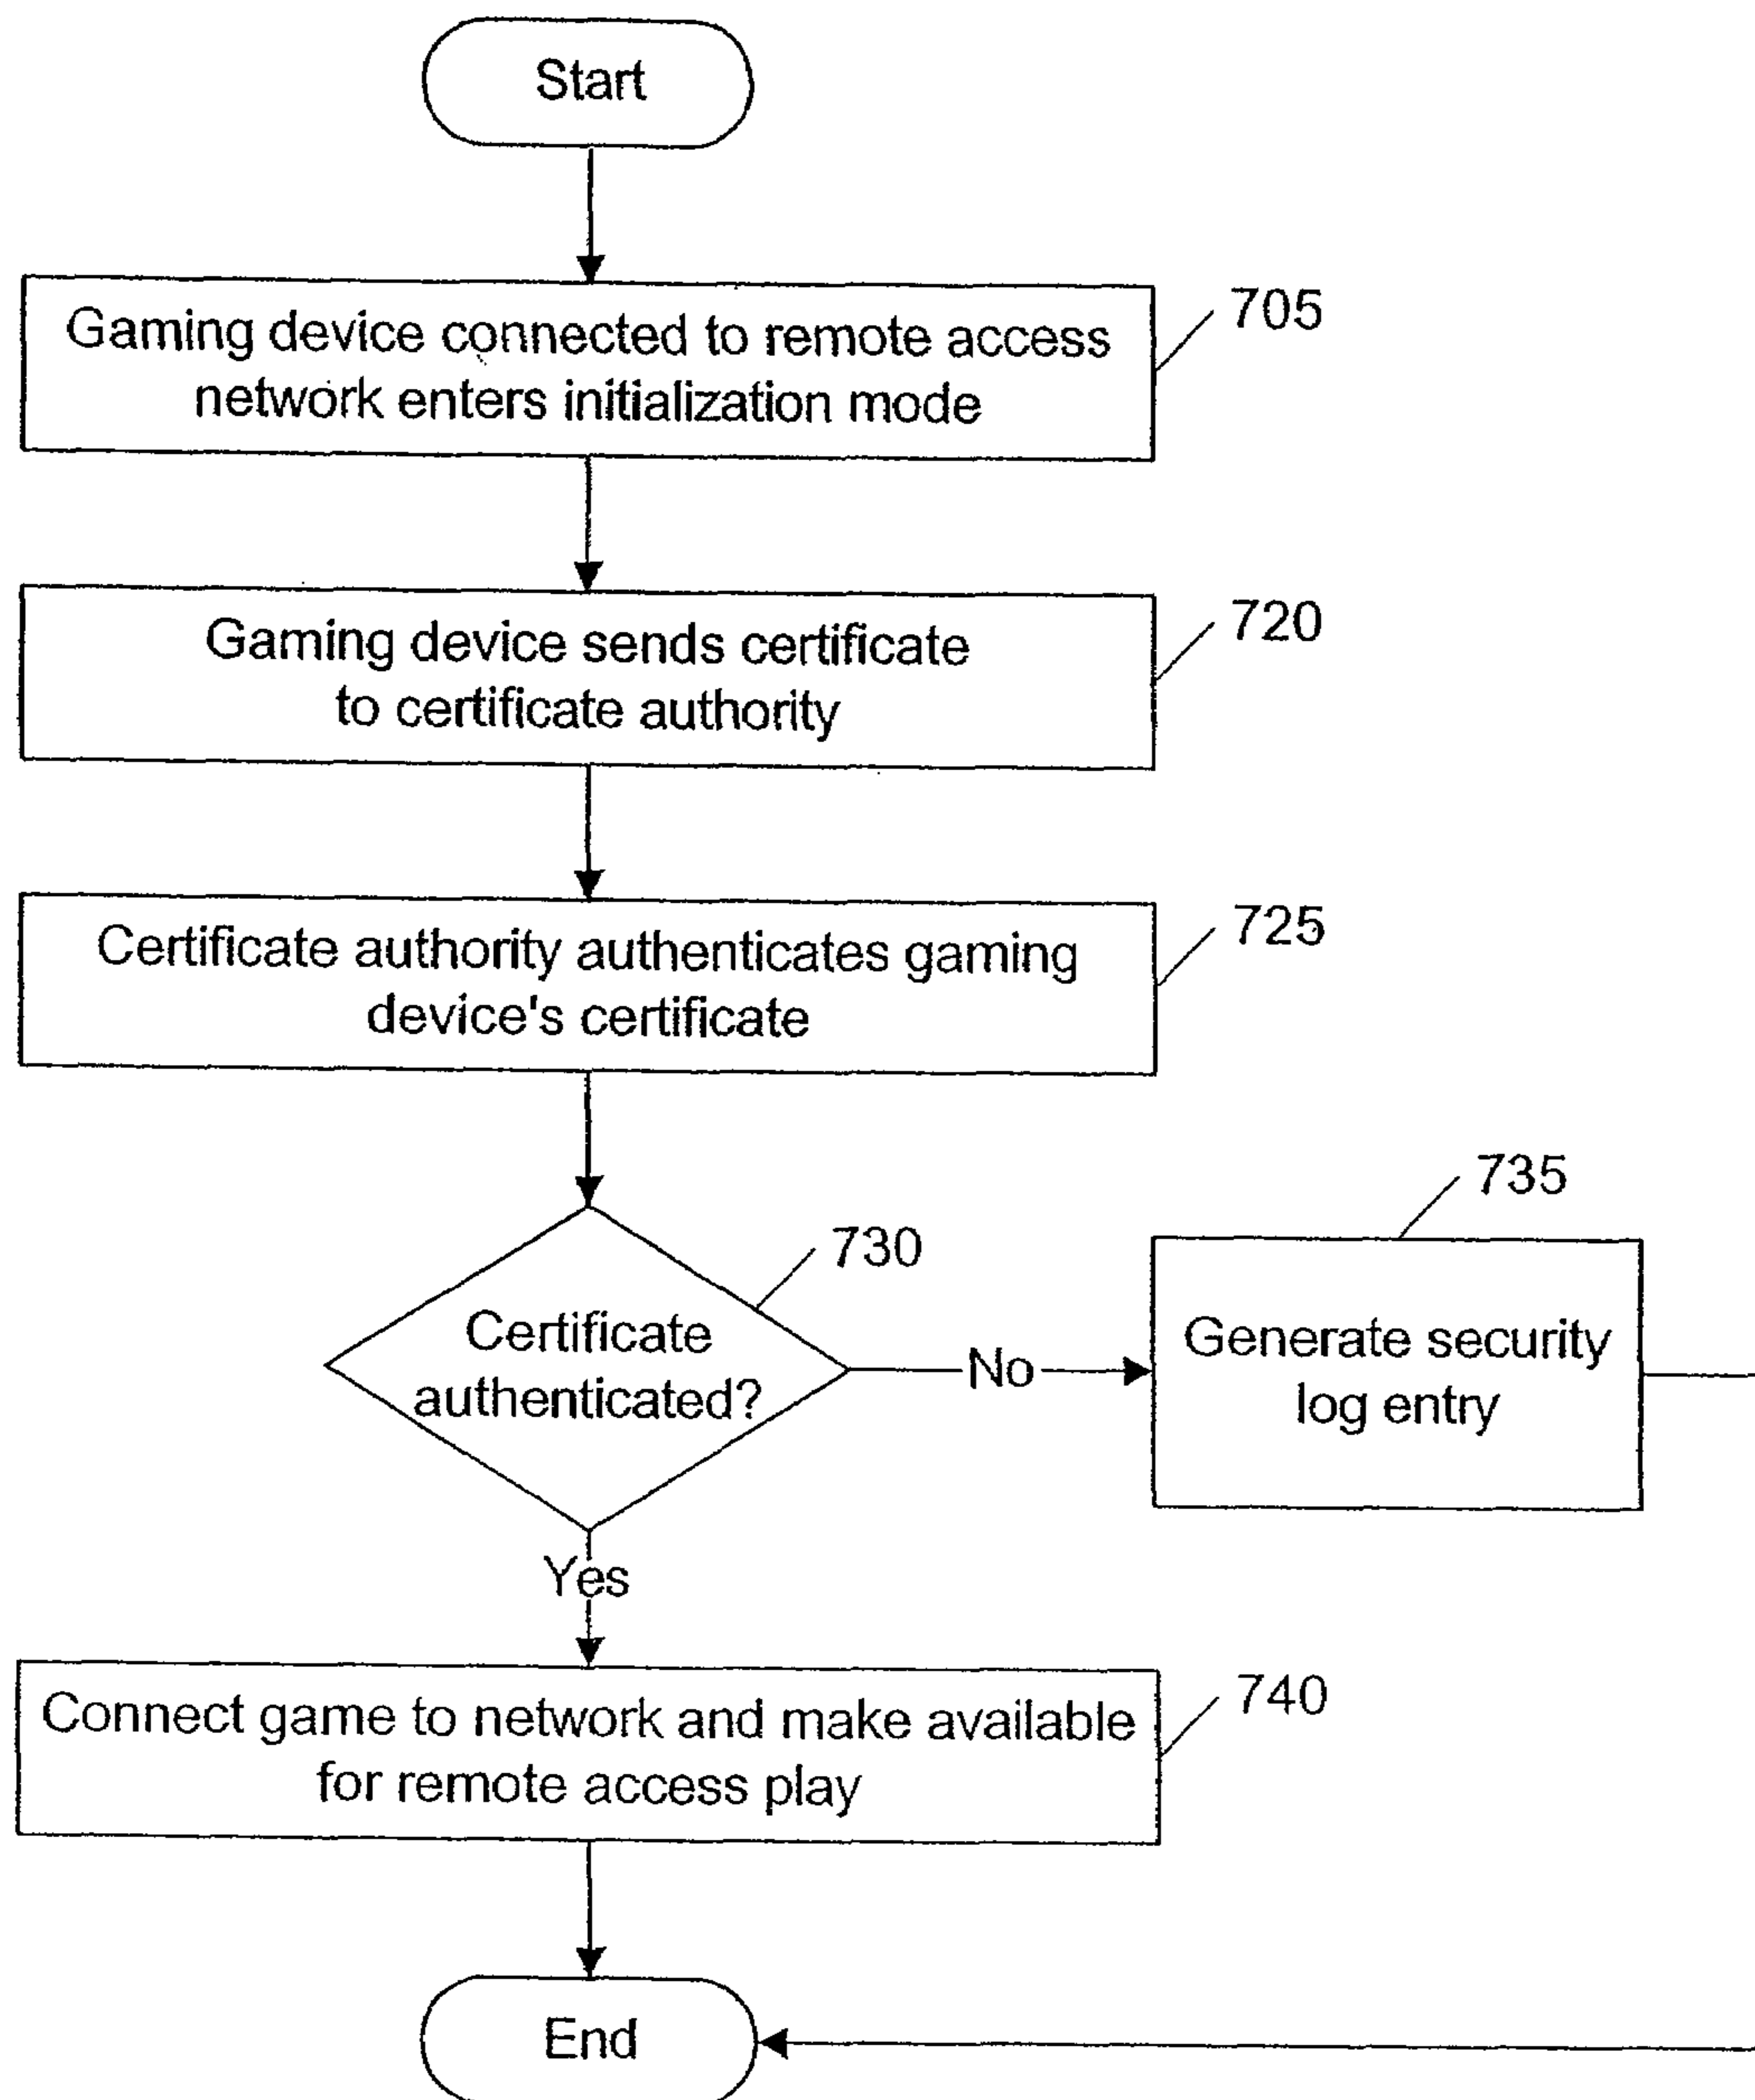 Start
Gaming device connected to remote access
network enters initialization mode
705
Gaming device sends certificate
to certificate authority
720
Certificate authority authenticates gaming
device's certificate
725
Certificate
authenticated?
730
No
735
Generate security
log entry
Yes
Connect game to network and make available
for remote access play
740
End